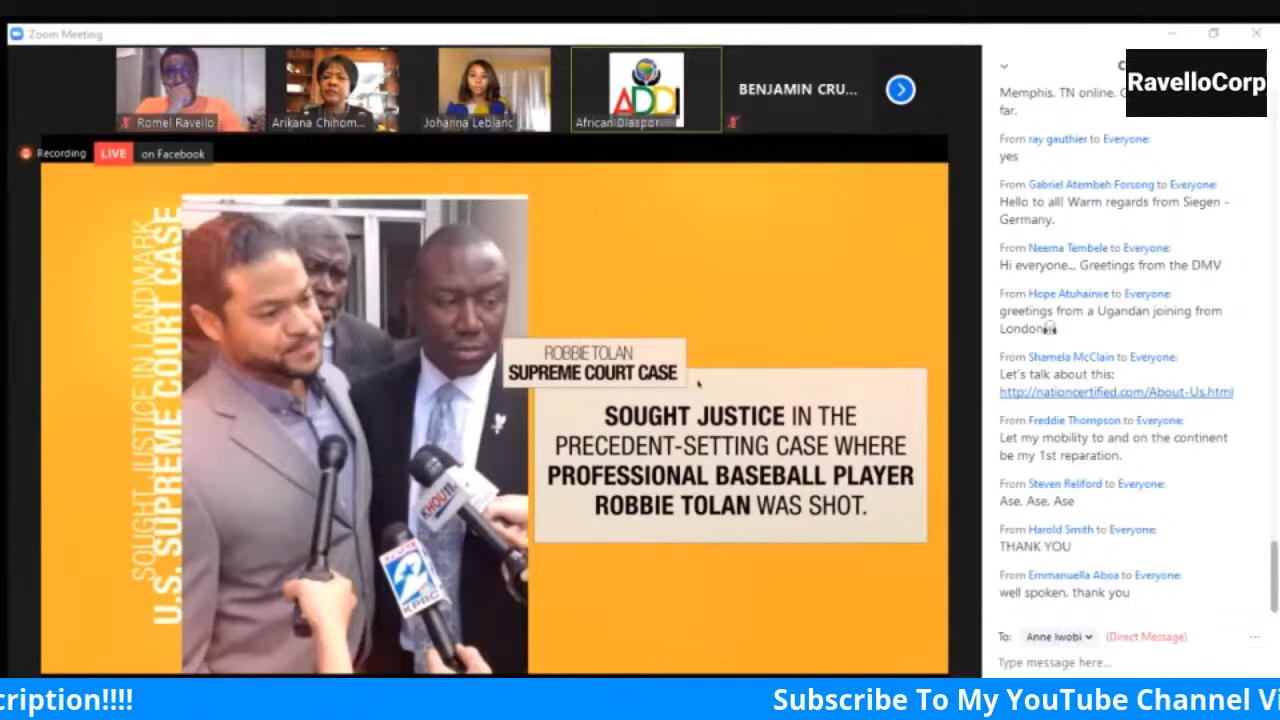 Zoom Meeting
Romel Ravello
Arikana Chihom...
Johanna Leblanc
ADDI
African Diaspor
BENJAMIN CRU...
Recording
LIVE
on Facebook
SOUGHT JUSTICE IN LANDMARK
U.S. SUPREME COURT CASE
KHOU 11
2
KPRC
ROBBIE TOLAN
SUPREME COURT CASE
SOUGHT JUSTICE IN THE
PRECEDENT-SETTING CASE WHERE
PROFESSIONAL BASEBALL PLAYER
ROBBIE TOLAN WAS SHOT.
RavelloCorp
Memphis. TN online.
far.
From ray gauthier to Everyone:
yes
From Gabriel Atembeh Forsong to Everyone:
Hello to all! Warm regards from Siegen -
Germany.
From Neema Tembele to Everyone:
Hi everyone... Greetings from the DMV
From Hope Atuhairwe to Everyone:
greetings from a Ugandan joining from
London
From Shamela McClain to Everyone:
Let's talk about this:
http://nationcertified.com/About-Us.html
From Freddie Thompson to Everyone:
Let my mobility to and on the continent
be my 1st reparation.
From Steven Reliford to Everyone:
Ase, Ase, Ase
From Harold Smith to Everyone:
THANK YOU
From Emmanuella Aboa to Everyone:
well spoken. thank you
To: Anne Iwobi (Direct Message)
Type message here...
cription!!!! Subscribe To My YouTube Channel Vi